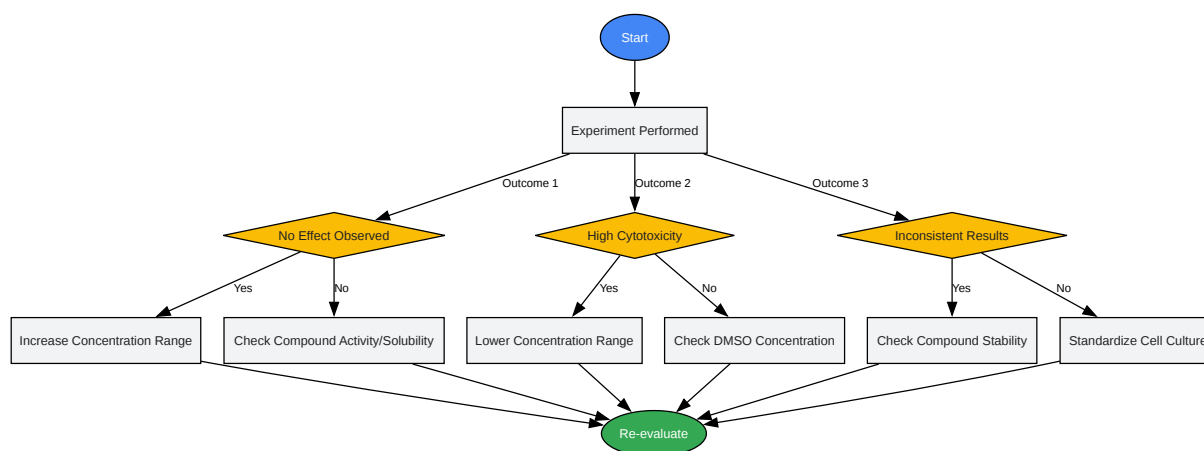 Start
Experiment Performed
Outcome 1
Outcome 2
Outcome 3
No Effect Observed
High Cytotoxicity
Inconsistent Results
Yes
No
Yes
No
Yes
No
Increase Concentration Range
Check Compound Activity/Solubility
Lower Concentration Range
Check DMSO Concentration
Check Compound Stability
Standardize Cell Culture
Re-evaluate